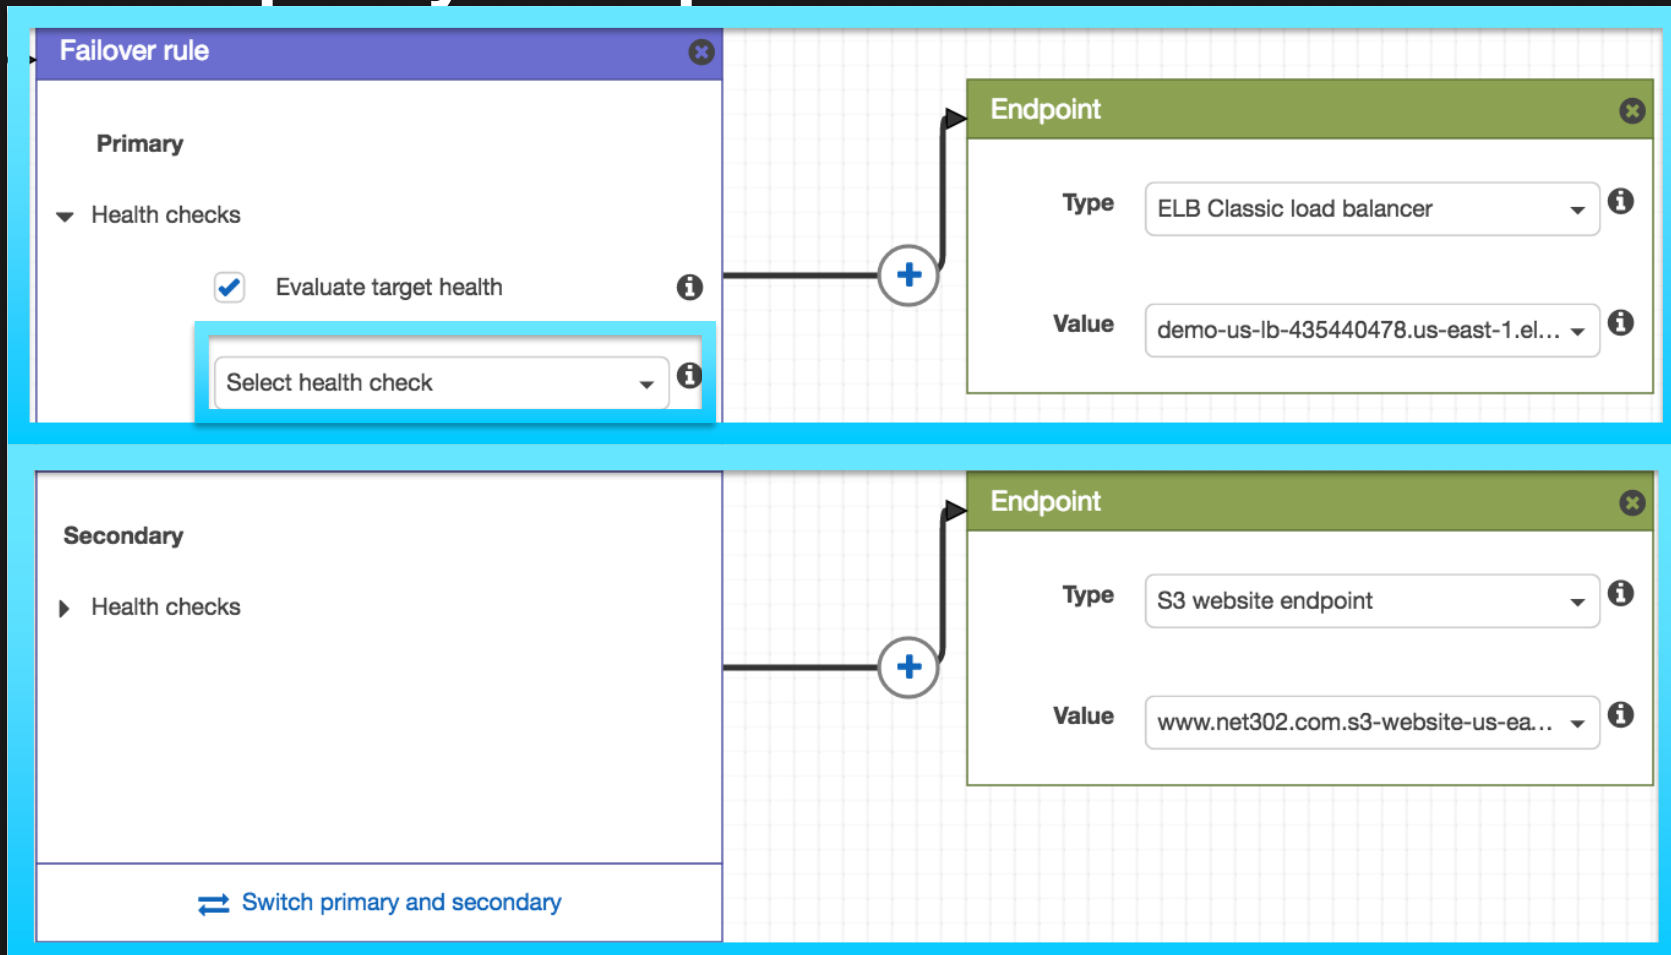 Failover rule
Primary
Health checks
Evaluate target health
Select health check
Endpoint
Type
ELB Classic load balancer
Value
demo-us-lb-435440478.us-east-1.el...
Secondary
Health checks
Switch primary and secondary
Endpoint
Type
S3 website endpoint
Value
www.net302.com.s3-website-us-ea...